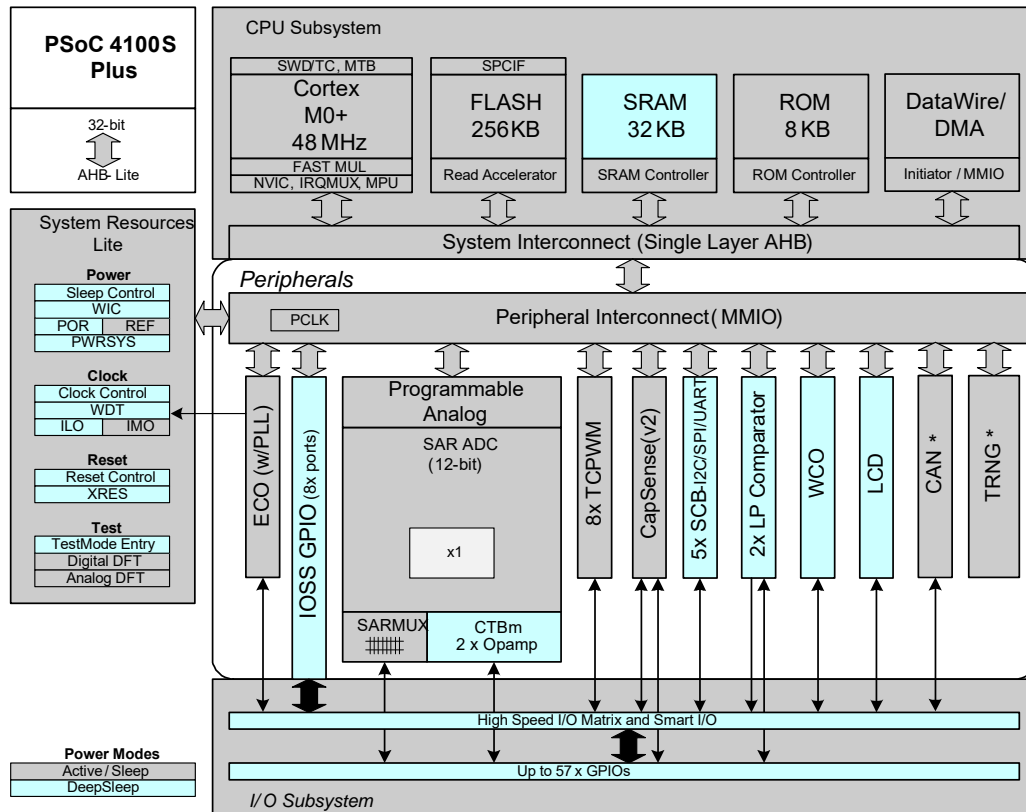 PSoC 4100S
Plus
32-bit
AHB- Lite
CPU Subsystem
SWD/TC, MTB
Cortex
M0+
48 MHz
FAST MUL
NVIC, IRQMUX, MPU
SPCIF
FLASH
256 KB
Read Accelerator
SRAM
32 KB
SRAM Controller
ROM
8 KB
ROM Controller
DataWire/
DMA
Initiator / MMIO
System Interconnect (Single Layer AHB)
System Resources
Lite
Power
Sleep Control
WIC
POR
REF
PWRSYS
Clock
Clock Control
WDT
ILO
IMO
Reset
Reset Control
XRES
Test
TestMode Entry
Digital DFT
Analog DFT
Peripherals
PCLK
Peripheral Interconnect (MMIO)
ECO (w/PLL)
IOSS GPIO (8x ports)
Programmable
Analog
SAR ADC
(12-bit)
x1
SARMUX
CTBm
2 x Opamp
8x TCPWM
CapSense(v2)
5x SCB-I2C/SPI/UART
2x LP Comparator
WCO
LCD
CAN *
TRNG *
High Speed I/O Matrix and Smart I/O
Up to 57 x GPIOs
I/O Subsystem
Power Modes
Active / Sleep
DeepSleep